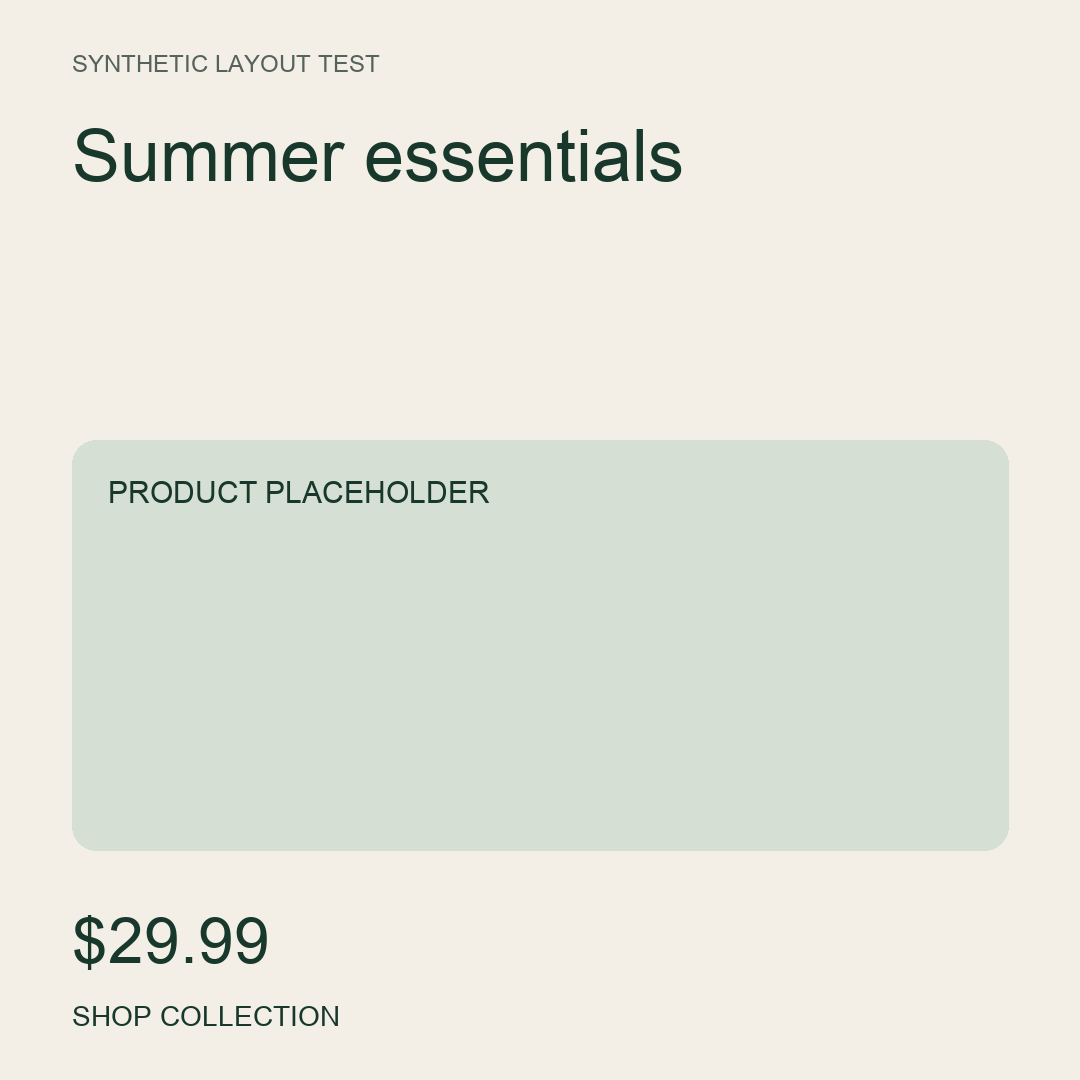 SYNTHETIC LAYOUT TEST
Summer essentials
PRODUCT PLACEHOLDER
$29.99
SHOP COLLECTION